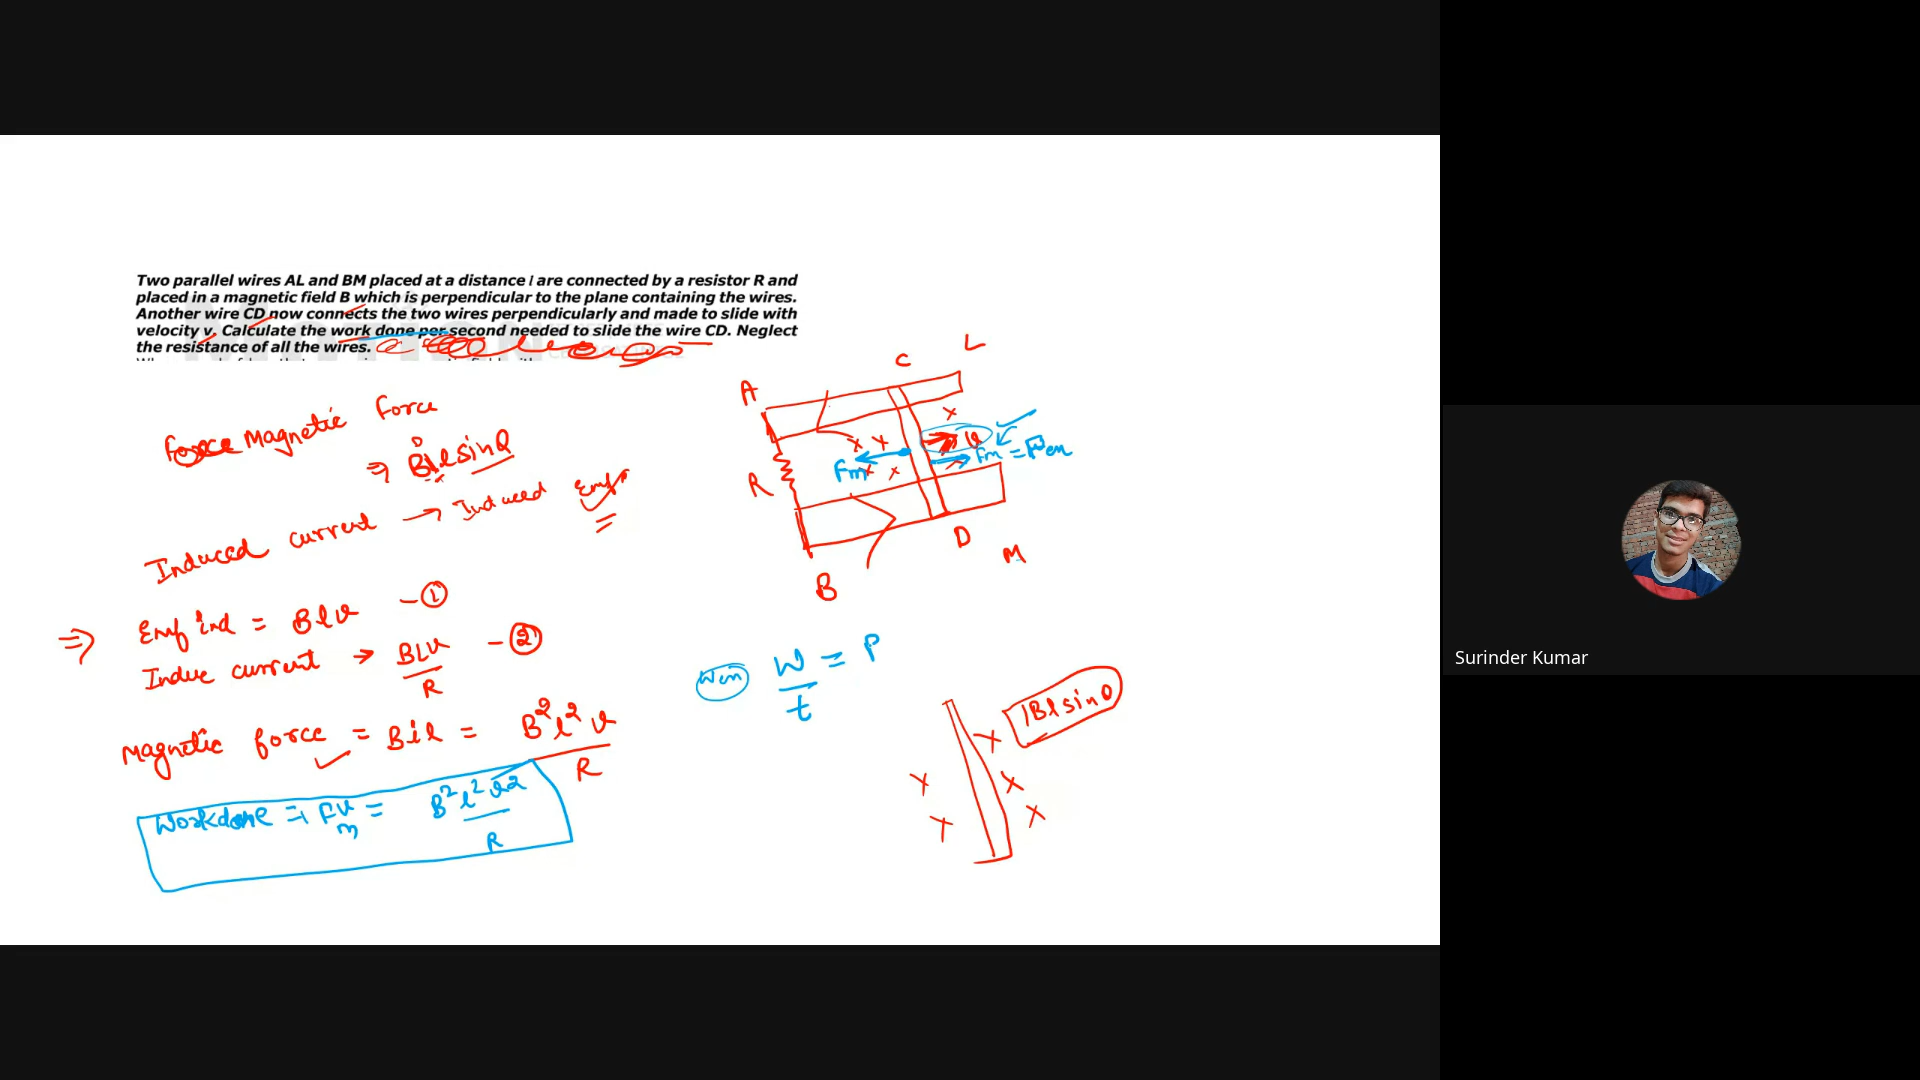 Two parallel wires AL and BM placed at a distance l are connected by a resistor R and
placed in a magnetic field B which is perpendicular to the plane containing the wires.
Another wire CD now connects the two wires perpendicularly and made to slide with
velocity v. Calculate the work done per second needed to slide the wire CD. Neglect
the resistance of all the wires.
Magnetic force
⇒ Bilsinθ
Induced current → Induced Emf
⇒ Emf ind = Blv - ①
Induce current → BLV/R - ②
Magnetic force = Bil = B²l²v/R
Workdone ⇒ Fmv = B²l²v²/R
A
C
L
R
x
x x
v
Fm
x x
Fm = Fen
D
M
B
Wen
W/t = P
IBlsinθ
x
x x
x x
Surinder Kumar